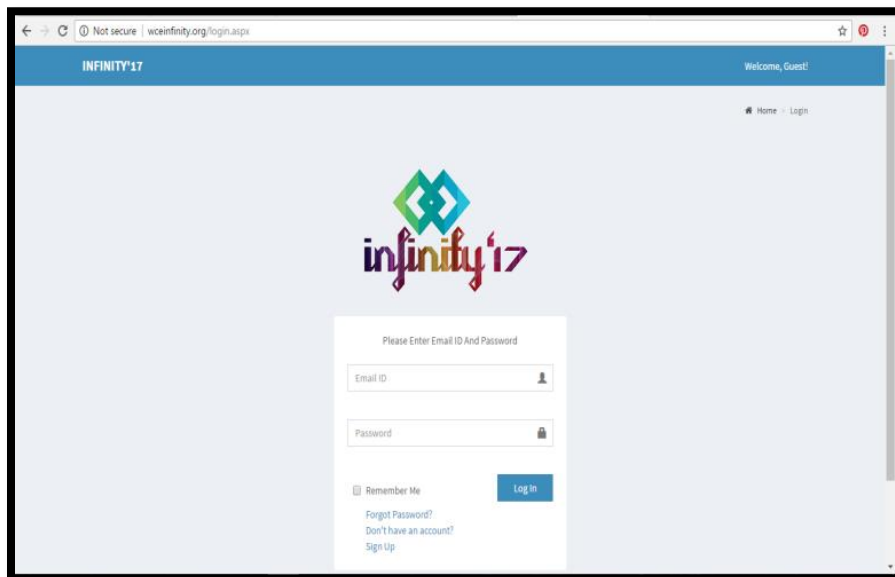 Not secure | wceinfinity.org/login.aspx
INFINITY'17 Welcome, Guest!
Home > Login
infinity'17
Please Enter Email ID And Password
Email ID
Password
Remember Me Log In
Forgot Password?
Don't have an account?
Sign Up